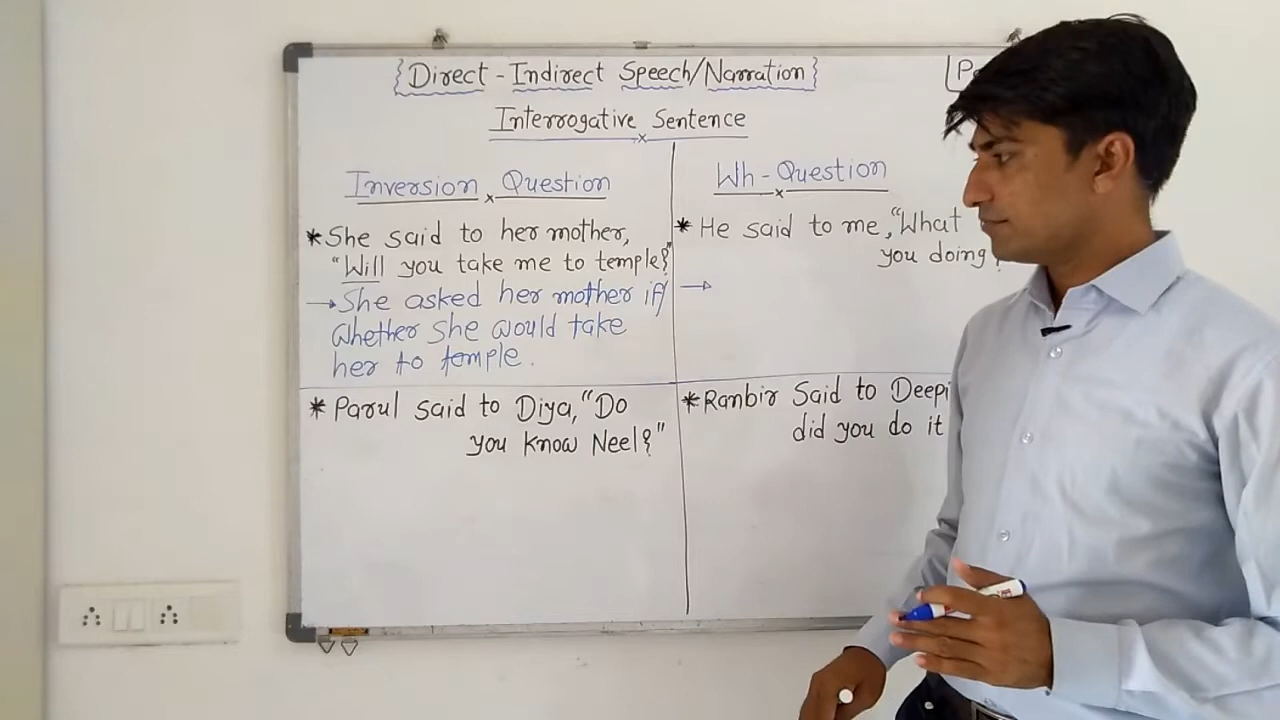 {Direct - Indirect Speech/Narration}
Interrogative Sentence
Inversion Question
* She said to her mother,
"Will you take me to temple?"
→ She asked her mother if/
whether she would take
her to temple.
* Parul said to Diya, "Do
you know Neel?"
Wh - Question
* He said to me, "What
you doing?
→
* Ranbir Said to
did you do it